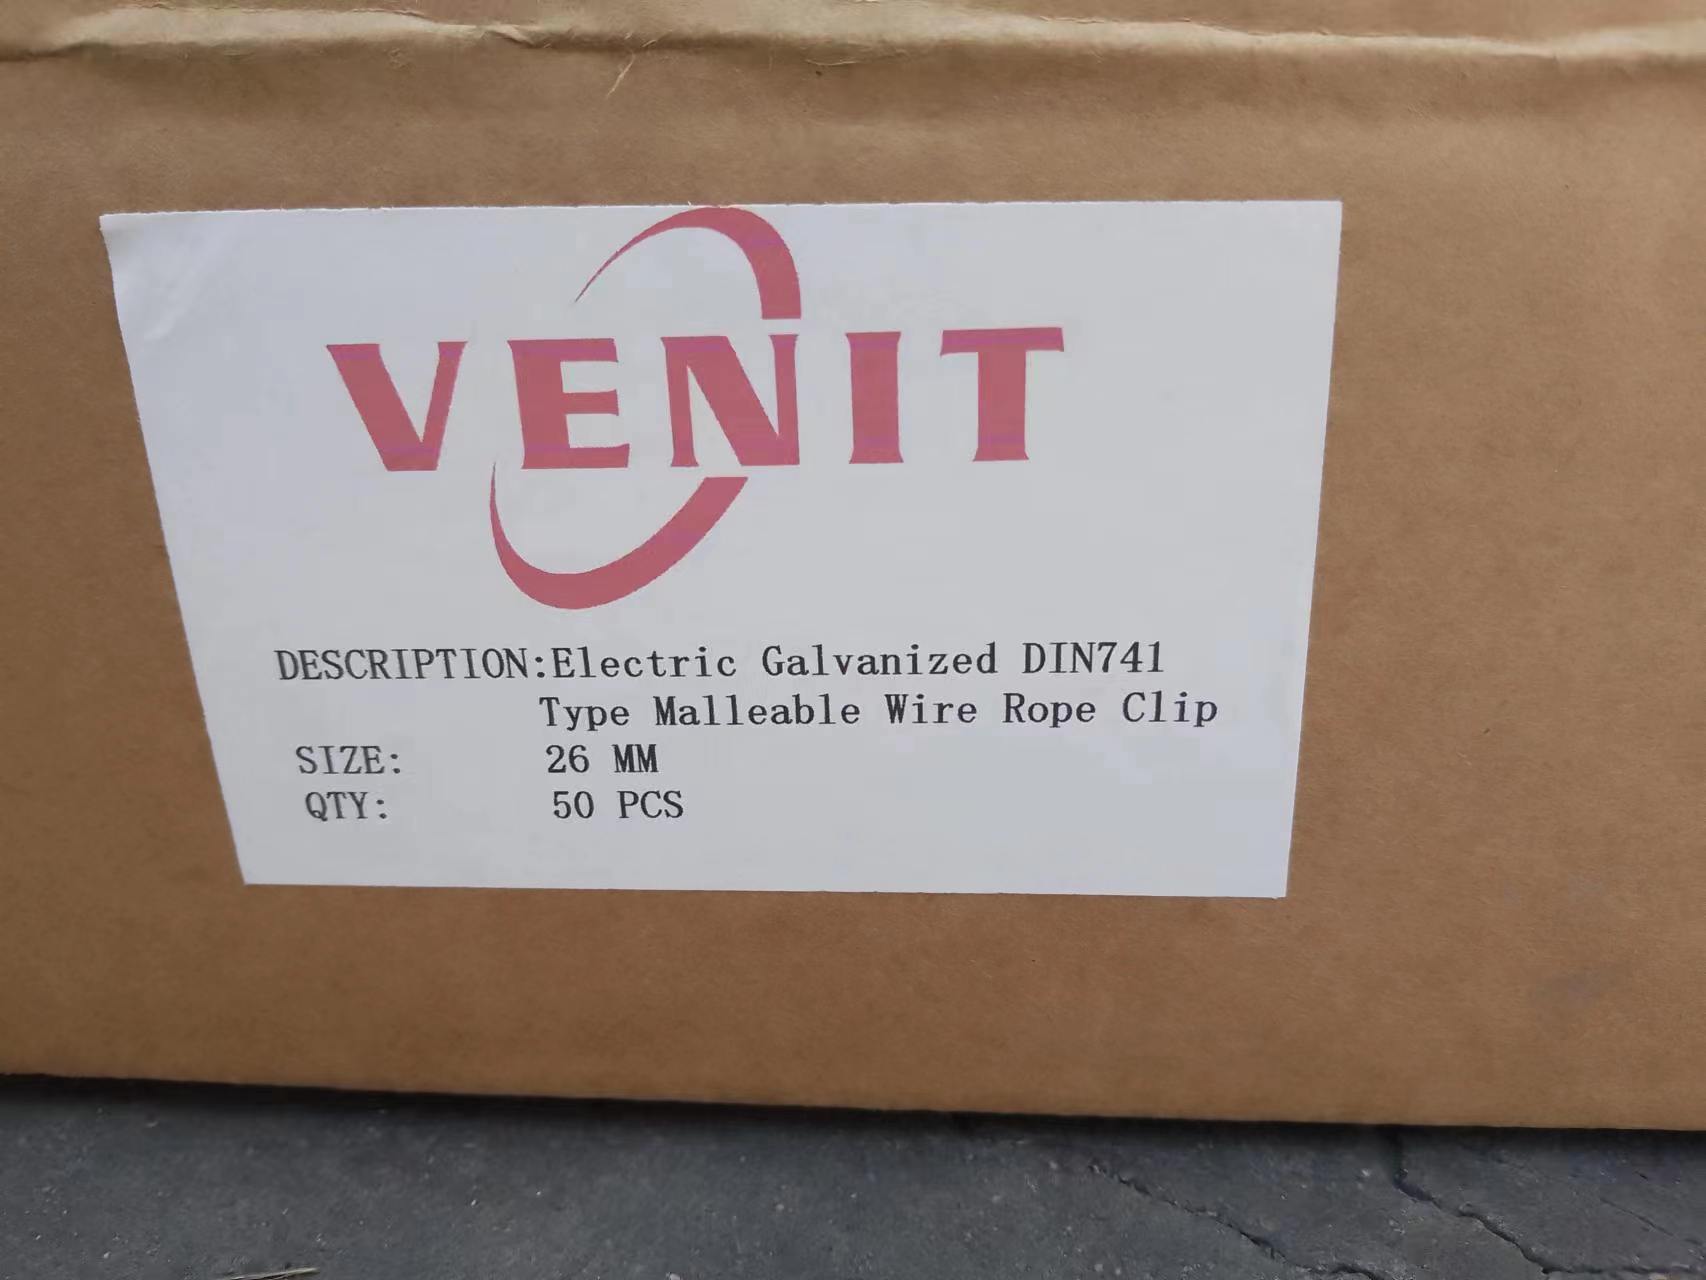 VENIT
DESCRIPTION:Electric Galvanized DIN741
Type Malleable Wire Rope Clip
SIZE: 26 MM
QTY: 50 PCS